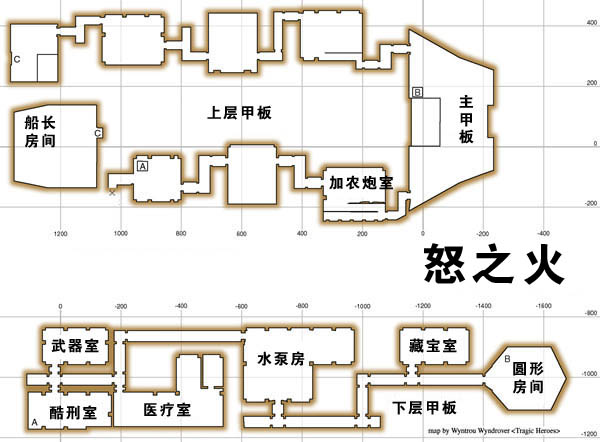 400
200
0
-200
C
船长
房间
C
上层甲板
A
加农炮室
B
主
甲
板
1200 1000 800 600 400 200 0 -200
怒之火
0 -200 -400 -600 -800 -1000 -1200 -1400 -1600
-800
-1000
-1200
武器室
水泵房
藏宝室
B
圆形
房间
A
酷刑室
医疗室
下层甲板
map by Wyntrou Wyndrover <Tragic Heroes>